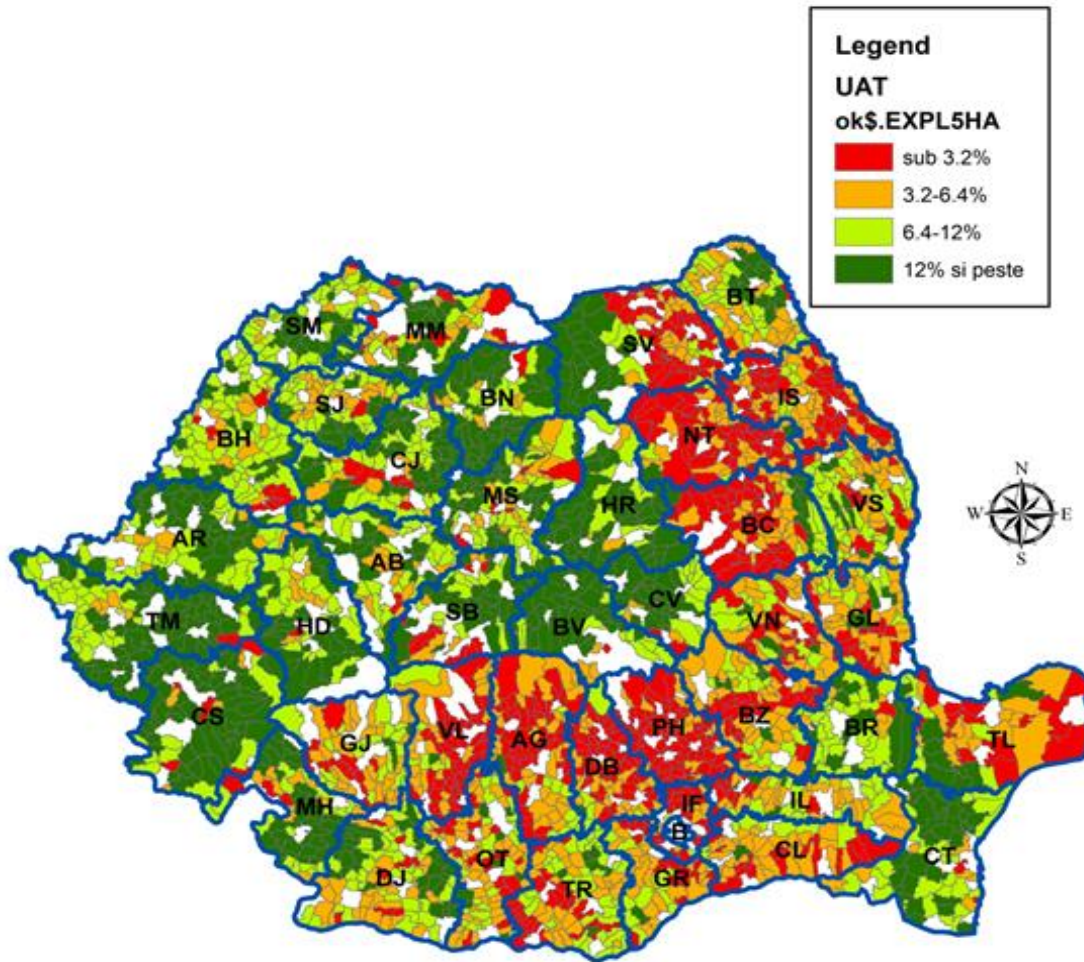 Legend
UAT
ok$.EXPL5HA
sub 3.2%
3.2-6.4%
6.4-12%
12% si peste
BT
SM
MM
SV
SJ
BN
IS
BH
CJ
NT
MS
HR
BC
VS
AR
AB
TM
HD
SB
BV
CV
VN
GL
CS
GJ
VL
AG
DB
PH
BZ
BR
TL
MH
IF
IL
B
OT
CL
CT
DJ
TR
GR
N
W
E
S